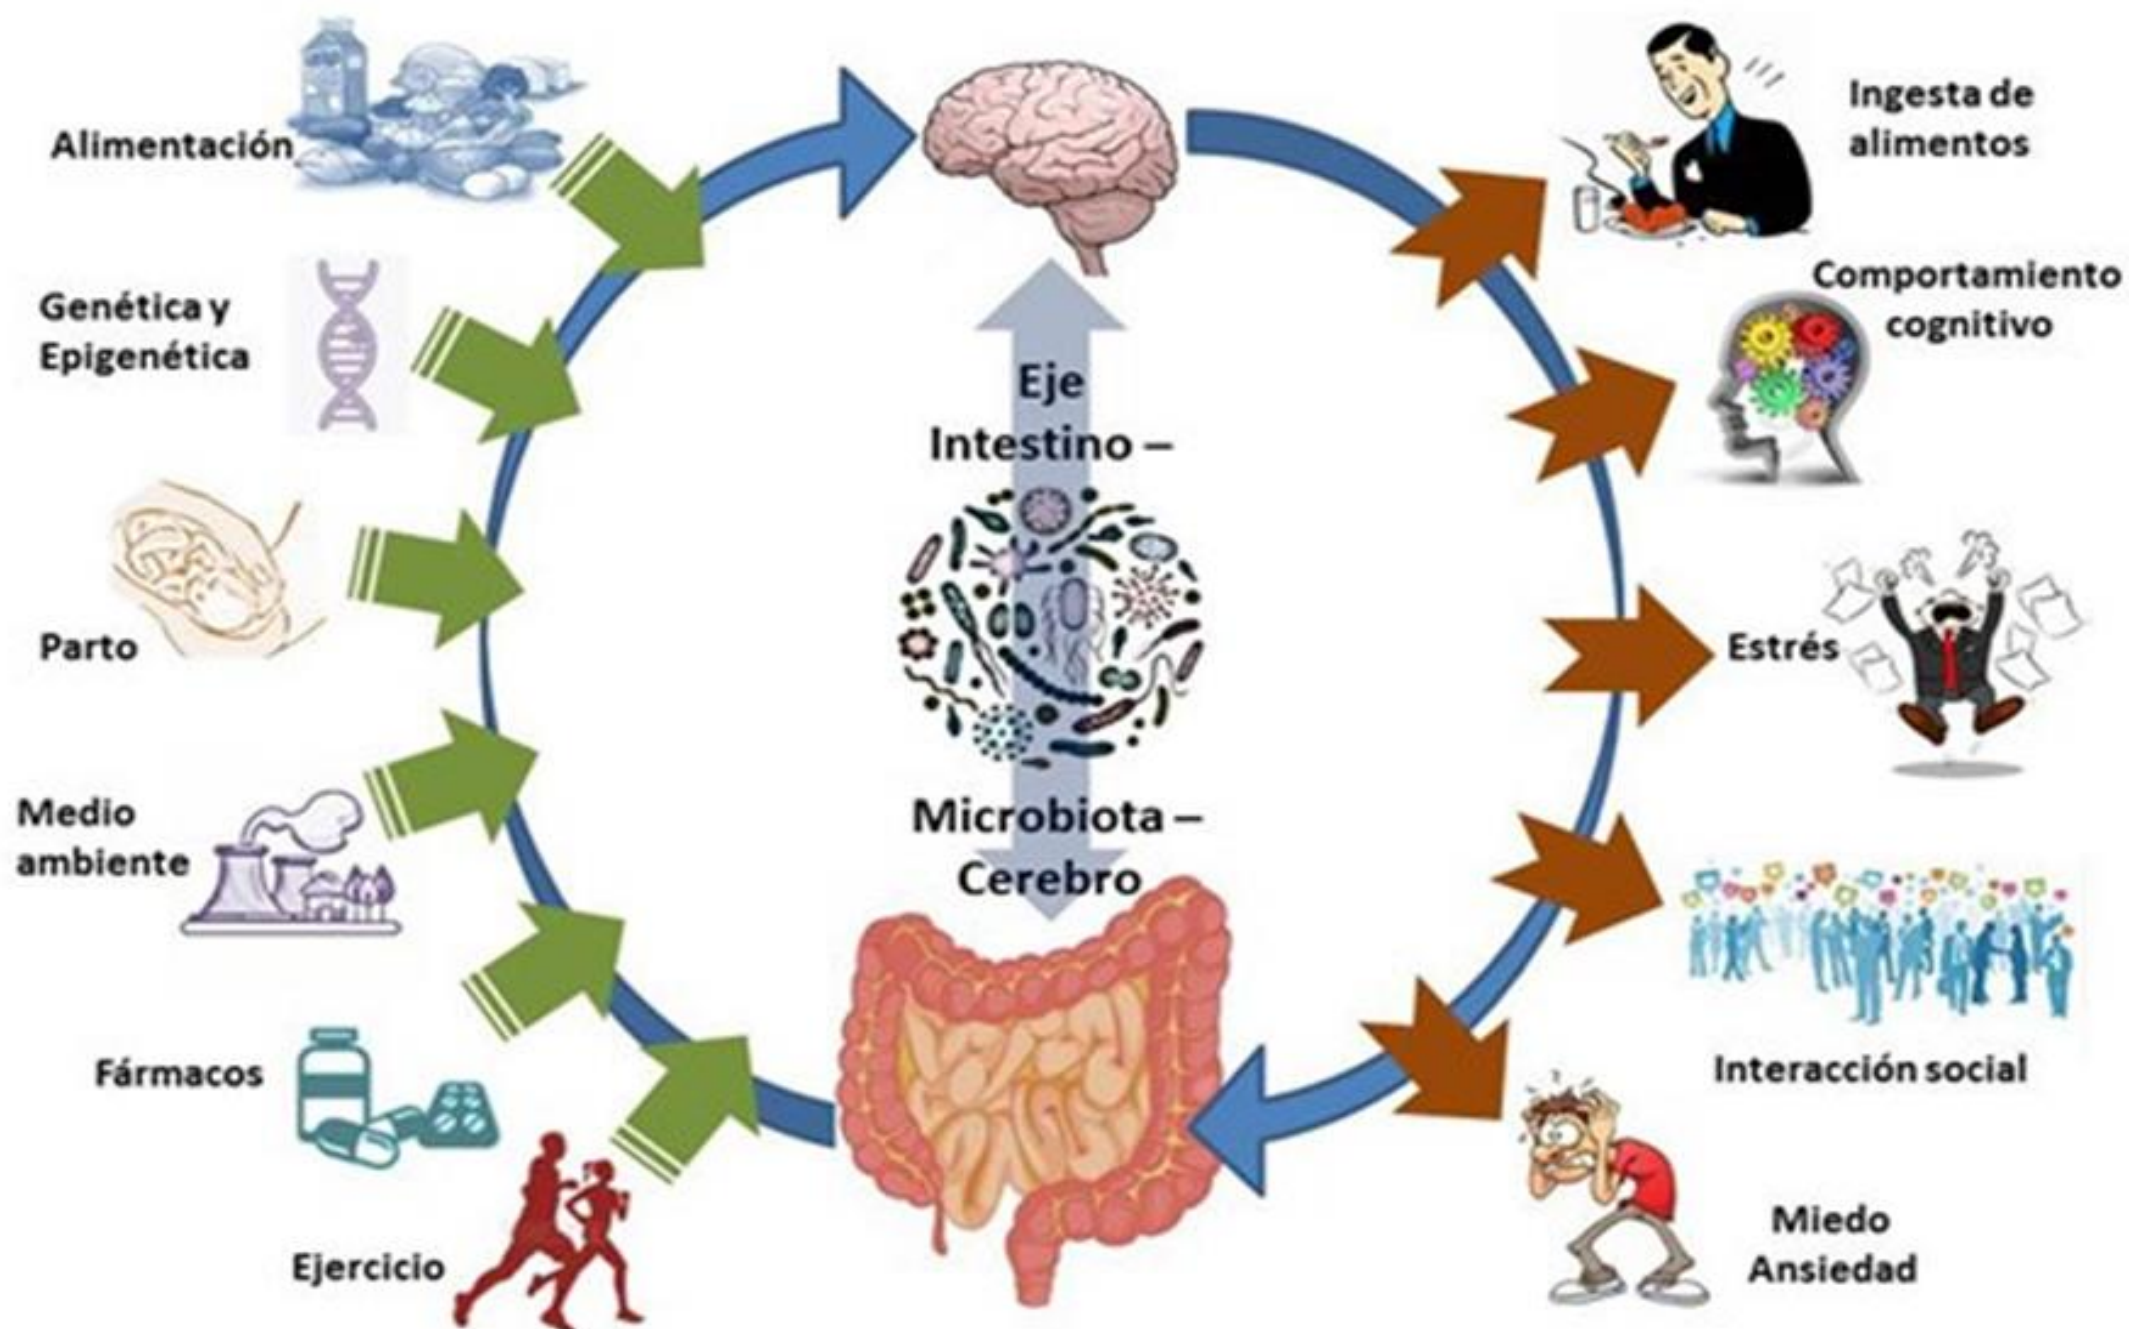 Alimentación
Genética y
Epigenética
Parto
Medio
ambiente
Fármacos
Ejercicio
Eje
Intestino –
Microbiota –
Cerebro
Ingesta de
alimentos
Comportamiento
cognitivo
Estrés
Interacción social
Miedo
Ansiedad